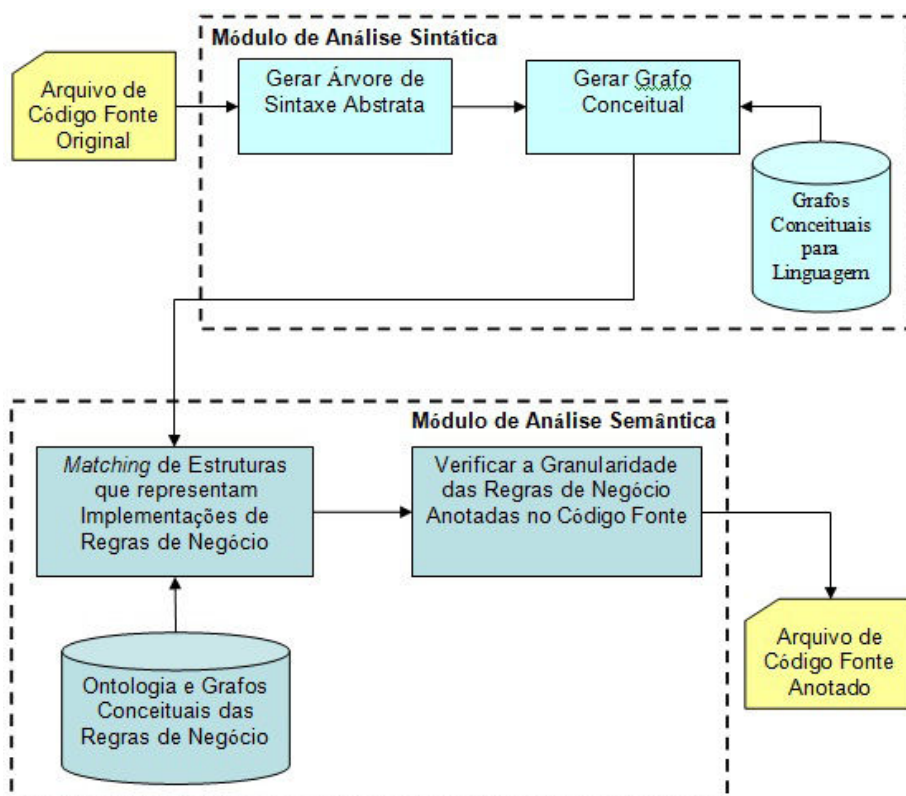 Módulo de Análise Sintática
Arquivo de
Código Fonte
Original
Gerar Árvore de
Sintaxe Abstrata
Gerar Grafo
Conceitual
Grafos
Conceituais
para
Linguagem
Módulo de Análise Semântica
Matching de Estruturas
que representam
Implementações de
Regras de Negócio
Verificar a Granularidade
das Regras de Negócio
Anotadas no Código Fonte
Ontologia e Grafos
Conceituais das
Regras de Negócio
Arquivo de
Código Fonte
Anotado